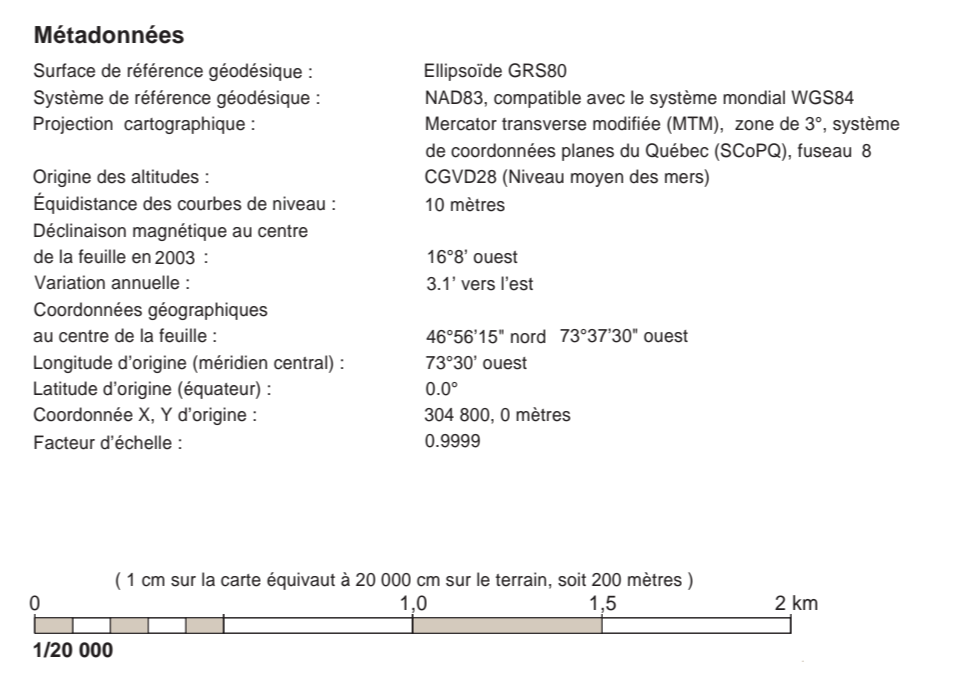 Métadonnées
Surface de référence géodésique : Ellipsoïde GRS80
Système de référence géodésique : NAD83, compatible avec le système mondial WGS84
Projection cartographique : Mercator transverse modifiée (MTM), zone de 3°, système
de coordonnées planes du Québec (SCoPQ), fuseau 8
Origine des altitudes : CGVD28 (Niveau moyen des mers)
Équidistance des courbes de niveau : 10 mètres
Déclinaison magnétique au centre
de la feuille en 2003 : 16°8’ ouest
Variation annuelle : 3.1’ vers l’est
Coordonnées géographiques
au centre de la feuille : 46°56’15" nord 73°37’30" ouest
Longitude d’origine (méridien central) : 73°30’ ouest
Latitude d’origine (équateur) : 0.0°
Coordonnée X, Y d’origine : 304 800, 0 mètres
Facteur d’échelle : 0.9999
( 1 cm sur la carte équivaut à 20 000 cm sur le terrain, soit 200 mètres )
0 1,0 1,5 2 km
1/20 000